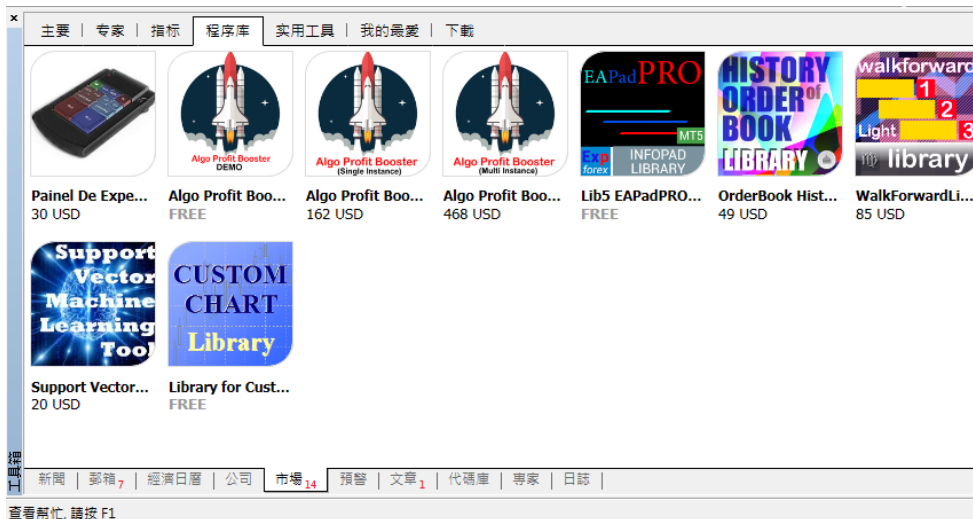 主要 | 专家 | 指标 | 程序库 | 实用工具 | 我的最爱 | 下載
Algo Profit Booster
DEMO
Algo Profit Booster
(Single Instance)
Algo Profit Booster
(Multi Instance)
EAPadPRO
MT5
Exp
forex
INFOPAD
LIBRARY
HISTORY
ORDER of
BOOK
LIBRARY
walkforward
1
2
Light 3
library
Painel De Expe... Algo Profit Boo... Algo Profit Boo... Algo Profit Boo... Lib5 EAPadPRO... OrderBook Hist... WalkForwardLi...
30 USD FREE 162 USD 468 USD FREE 49 USD 85 USD
Support
Vector
Machine
Learning
Tool
CUSTOM
CHART
Library
Support Vector... Library for Cust...
20 USD FREE
工具箱
新聞 | 郵箱 7 | 經濟日曆 | 公司 | 市場 14 | 預警 | 文章 1 | 代碼庫 | 專家 | 日誌 |
查看幫忙, 請按 F1